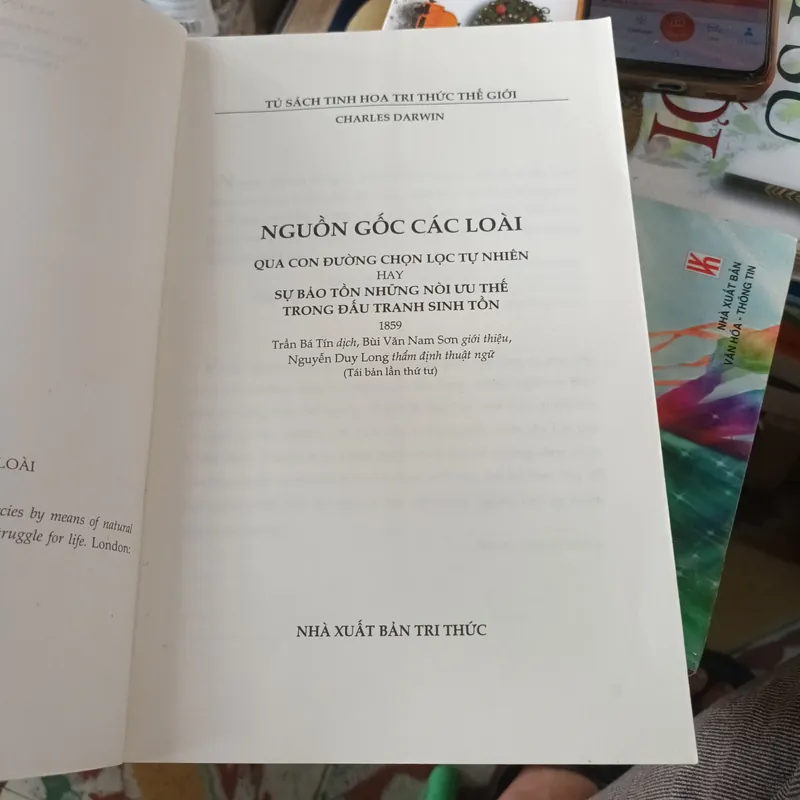 TỦ SÁCH TINH HOA TRI THỨC THẾ GIỚI
CHARLES DARWIN
NGUỒN GỐC CÁC LOÀI
QUA CON ĐƯỜNG CHỌN LỌC TỰ NHIÊN
HAY
SỰ BẢO TỒN NHỮNG NÒI ƯU THẾ
TRONG ĐẤU TRANH SINH TỒN
1859
Trần Bá Tín dịch, Bùi Văn Nam Sơn giới thiệu,
Nguyễn Duy Long thẩm định thuật ngữ
(Tái bản lần thứ tư)
NHÀ XUẤT BẢN TRI THỨC
LOÀI
cies by means of natural
truggle for life. London:
NHÀ XUẤT BẢN
VĂN HÓA - THÔNG TIN